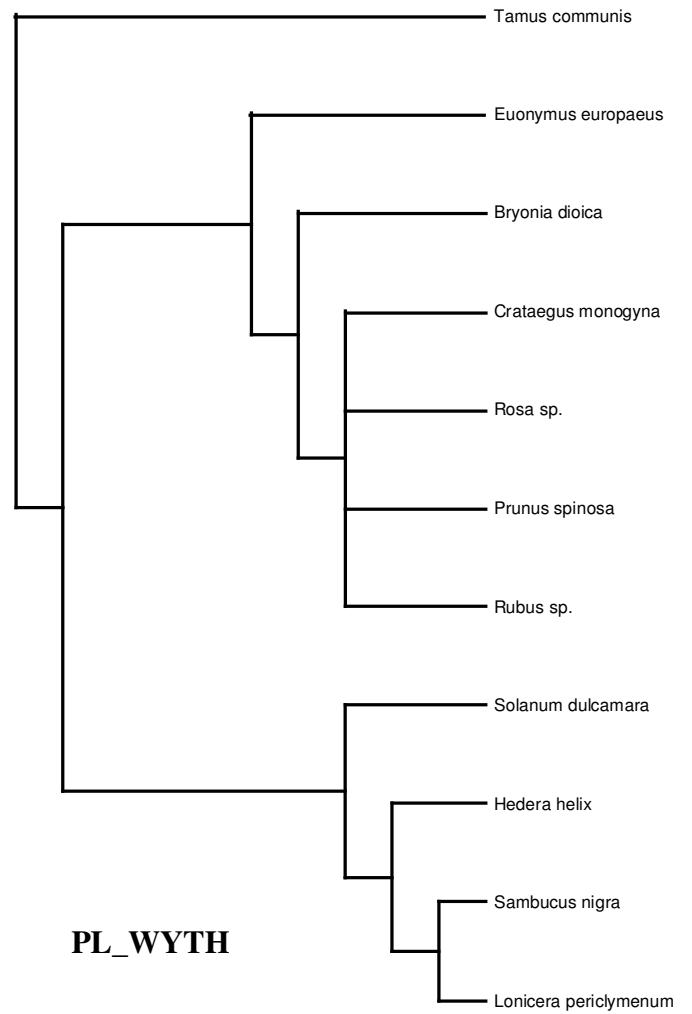 Tamus communis
Euonymus europaeus
Bryonia dioica
Crataegus monogyna
Rosa sp.
Prunus spinosa
Rubus sp.
Solanum dulcamara
Hedera helix
Sambucus nigra
PL_WYTH
Lonicera periclymenum